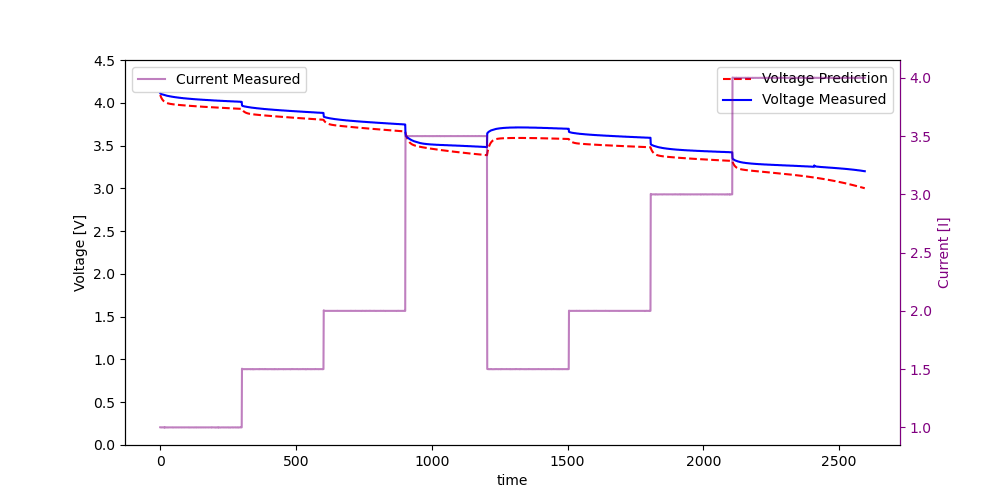 Current Measured
Voltage Prediction
Voltage Measured
Voltage [V]
4.5
4.0
3.5
3.0
2.5
2.0
1.5
1.0
0.5
0.0
4.0
3.5
3.0
2.5
2.0
1.5
1.0
Current [I]
0 500 1000 1500 2000 2500
time